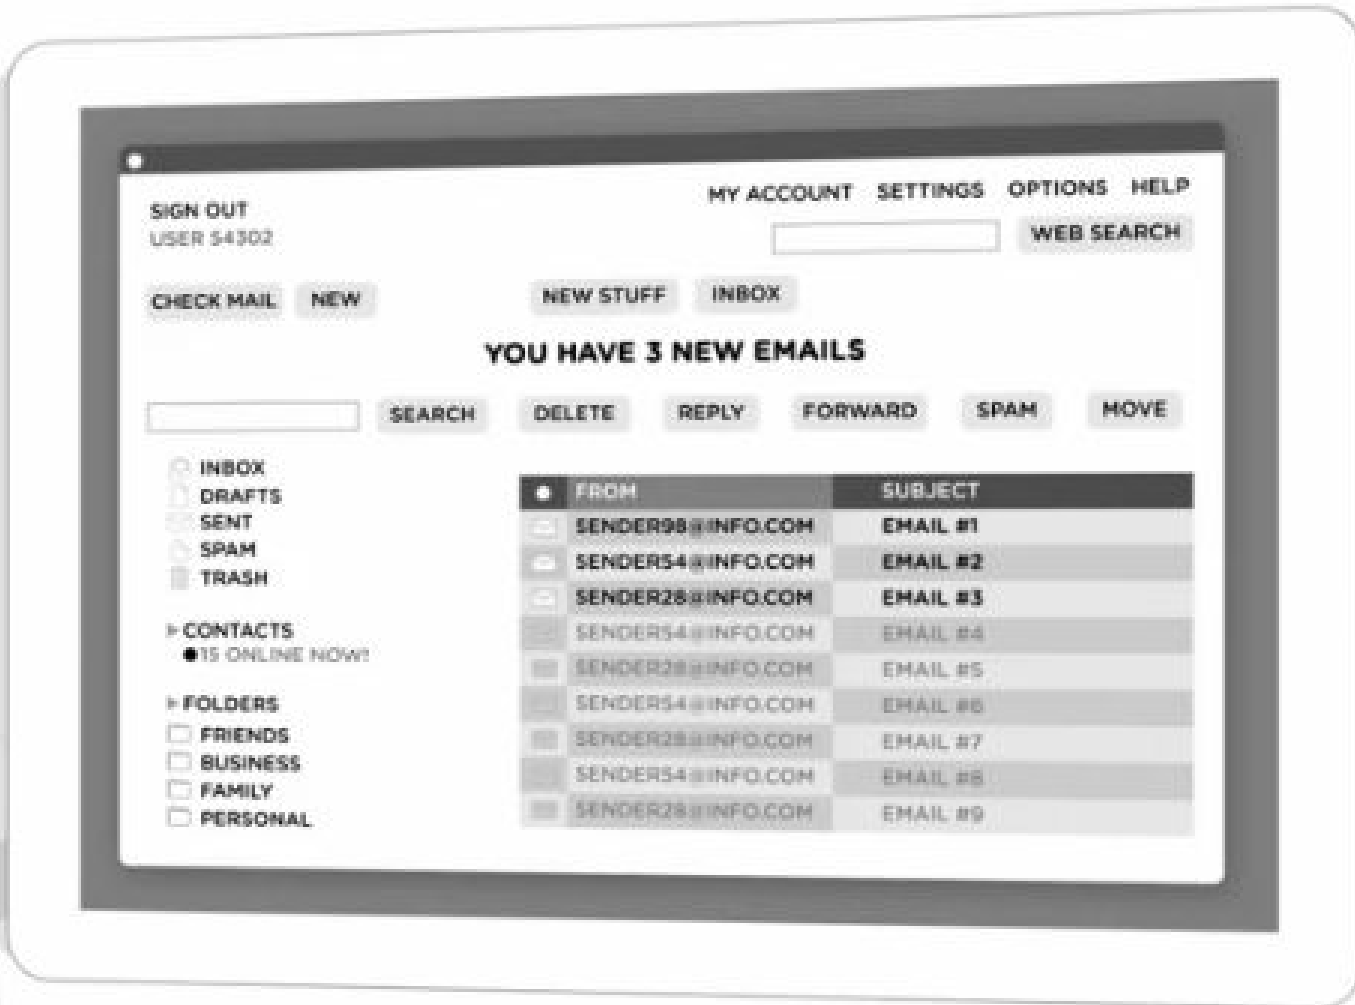 MY ACCOUNT SETTINGS OPTIONS HELP
SIGN OUT
USER 54302
WEB SEARCH
CHECK MAIL NEW NEW STUFF INBOX
YOU HAVE 3 NEW EMAILS
SEARCH DELETE REPLY FORWARD SPAM MOVE
INBOX
DRAFTS
SENT
SPAM
TRASH
CONTACTS
15 ONLINE NOW!
FOLDERS
FRIENDS
BUSINESS
FAMILY
PERSONAL
FROM SUBJECT
SENDER98@INFO.COM EMAIL #1
SENDER54@INFO.COM EMAIL #2
SENDER28@INFO.COM EMAIL #3
SENDER54@INFO.COM EMAIL #4
SENDER28@INFO.COM EMAIL #5
SENDER54@INFO.COM EMAIL #6
SENDER28@INFO.COM EMAIL #7
SENDER54@INFO.COM EMAIL #8
SENDER28@INFO.COM EMAIL #9